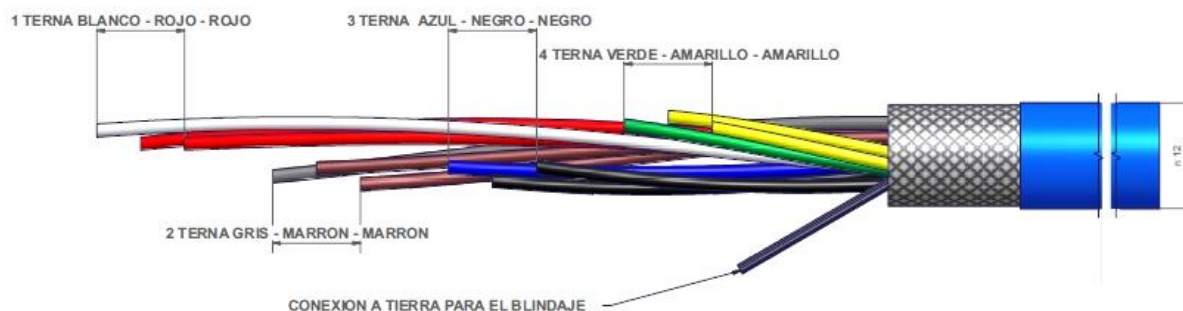 1 TERNA BLANCO - ROJO - ROJO
3 TERNA AZUL - NEGRO - NEGRO
4 TERNA VERDE - AMARILLO - AMARILLO
2 TERNA GRIS - MARRON - MARRON
CONEXION A TIERRA PARA EL BLINDAJE
n 12